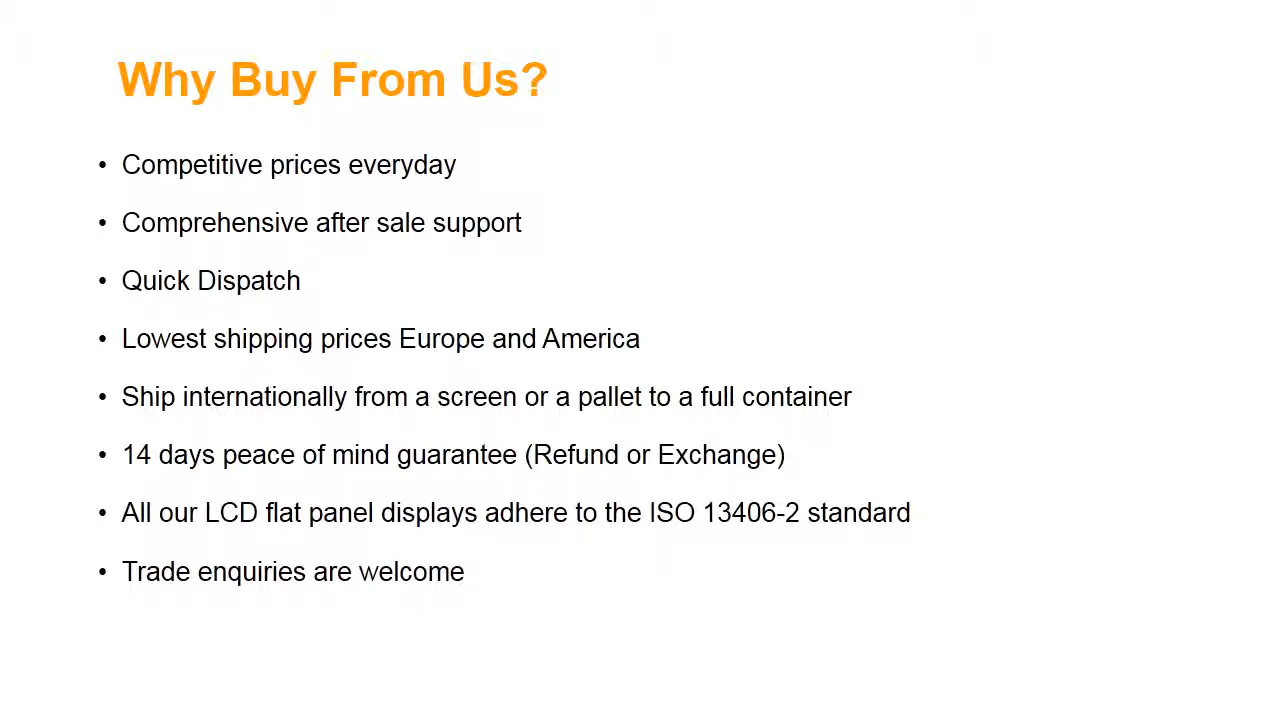 Why Buy From Us?
• Competitive prices everyday
• Comprehensive after sale support
• Quick Dispatch
• Lowest shipping prices Europe and America
• Ship internationally from a screen or a pallet to a full container
• 14 days peace of mind guarantee (Refund or Exchange)
• All our LCD flat panel displays adhere to the ISO 13406-2 standard
• Trade enquiries are welcome